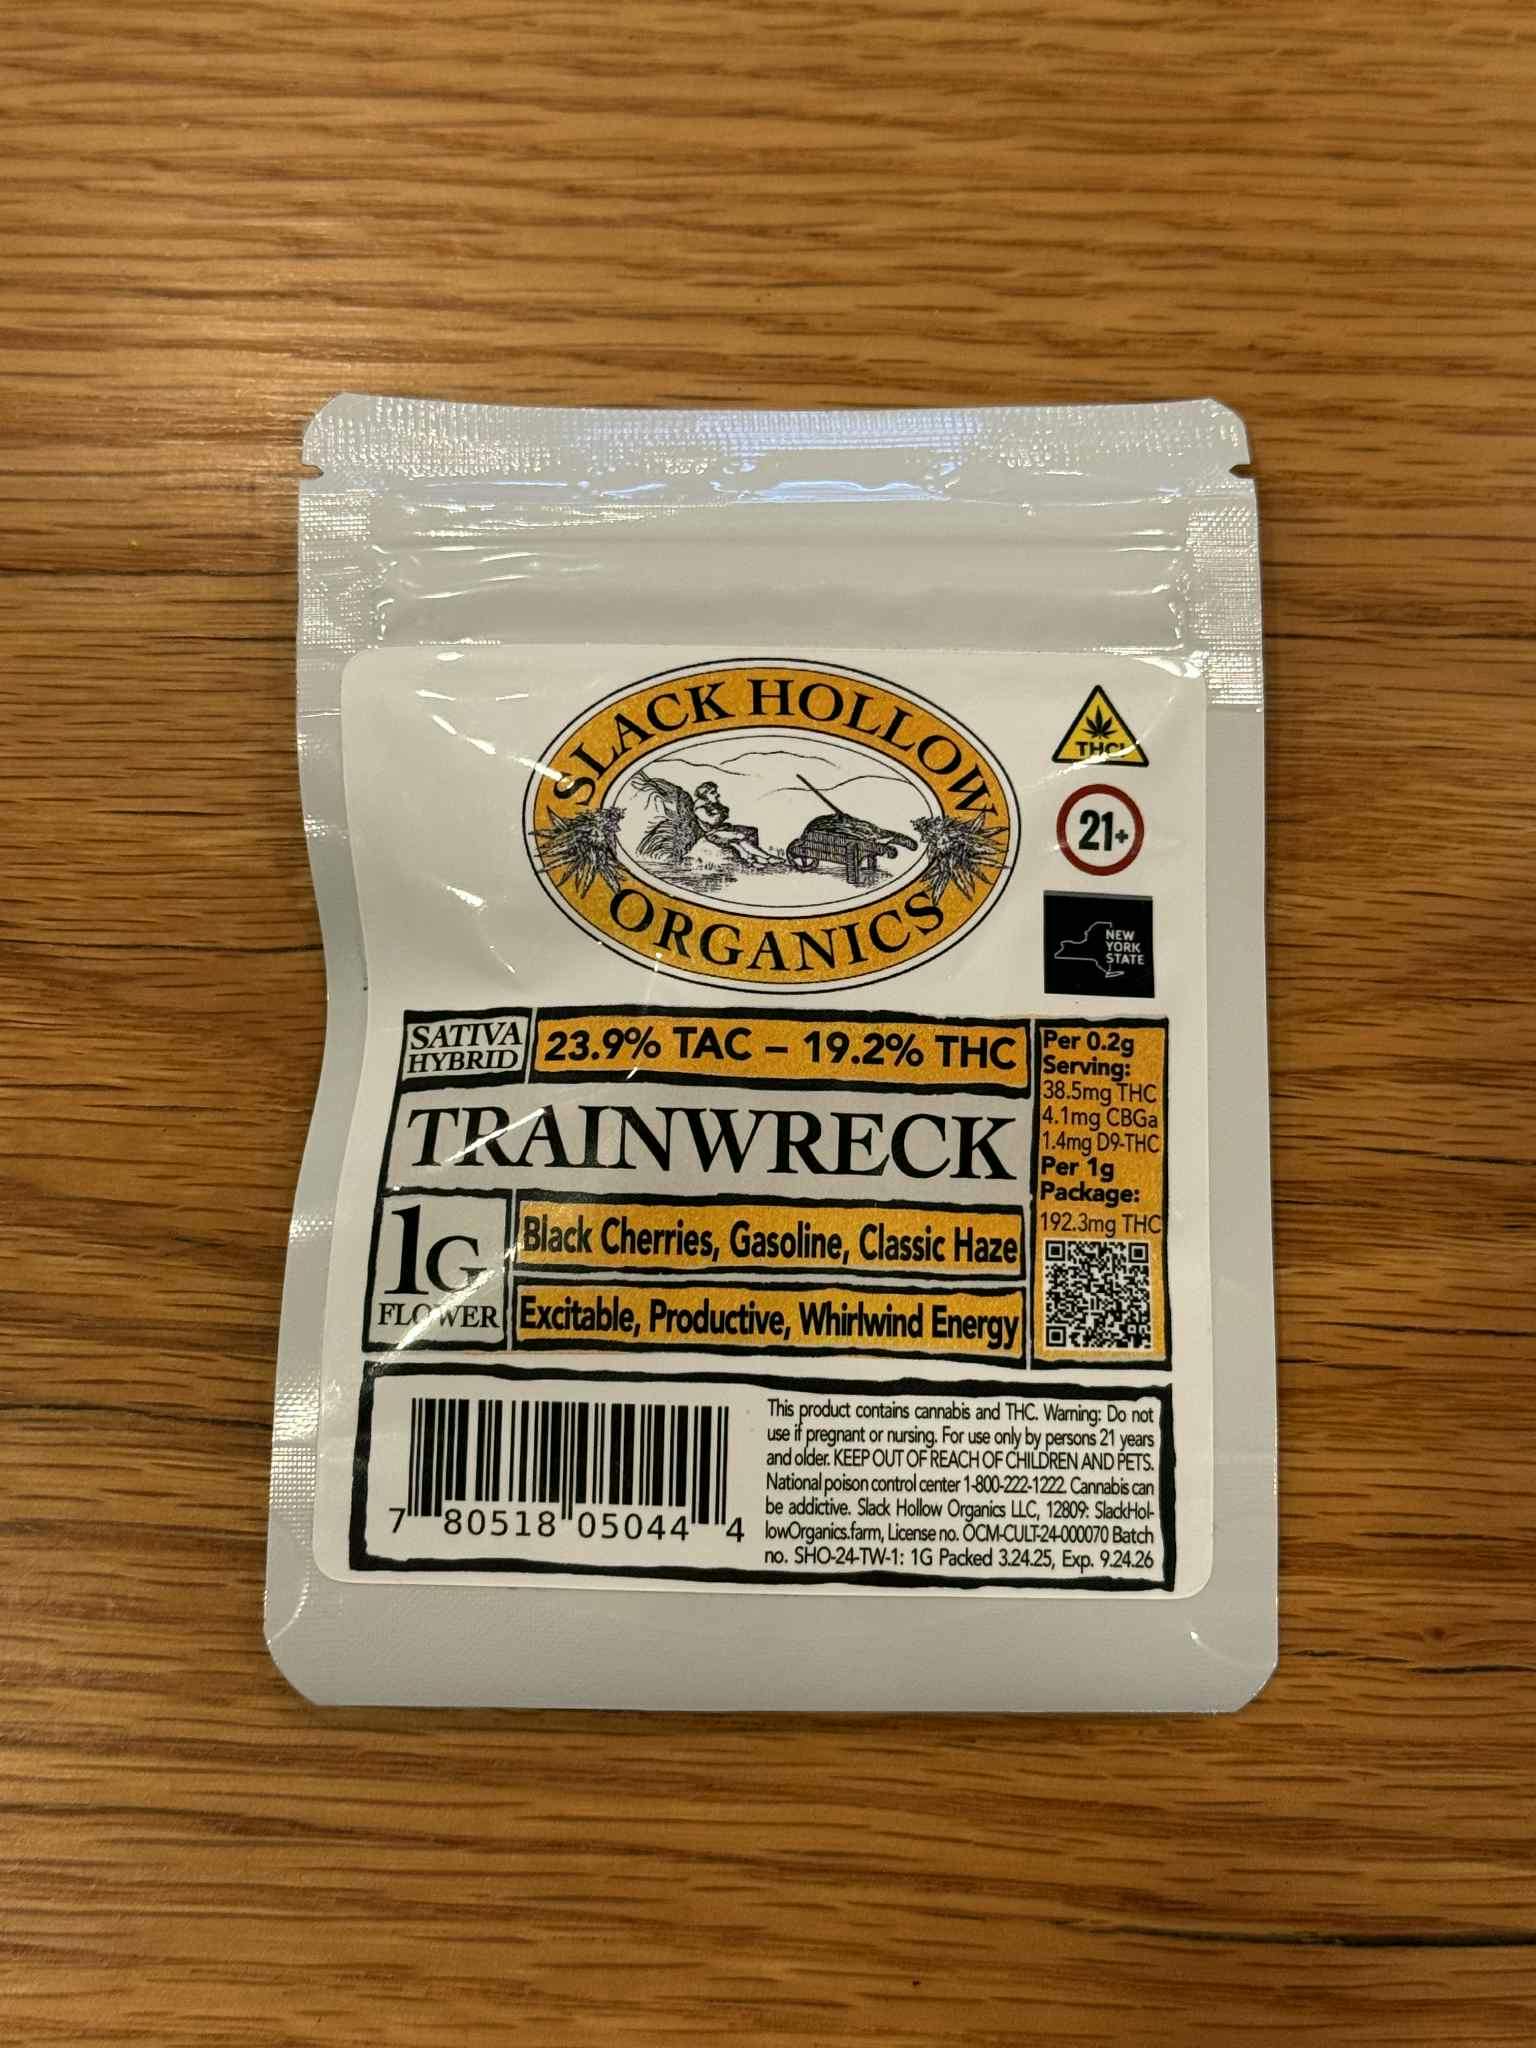 SLACK HOLLOW
ORGANICS
THC!
21+
NEW
YORK
STATE
SATIVA
HYBRID
23.9% TAC – 19.2% THC
TRAINWRECK
1G
FLOWER
Black Cherries, Gasoline, Classic Haze
Excitable, Productive, Whirlwind Energy
Per 0.2g
Serving:
38.5mg THC
4.1mg CBGa
1.4mg D9-THC
Per 1g
Package:
192.3mg THC
7 80518 05044 4
This product contains cannabis and THC. Warning: Do not
use if pregnant or nursing. For use only by persons 21 years
and older. KEEP OUT OF REACH OF CHILDREN AND PETS.
National poison control center 1-800-222-1222. Cannabis can
be addictive. Slack Hollow Organics LLC, 12809: SlackHol-
lowOrganics.farm, License no. OCM-CULT-24-000070 Batch
no. SHO-24-TW-1: 1G Packed 3.24.25, Exp. 9.24.26